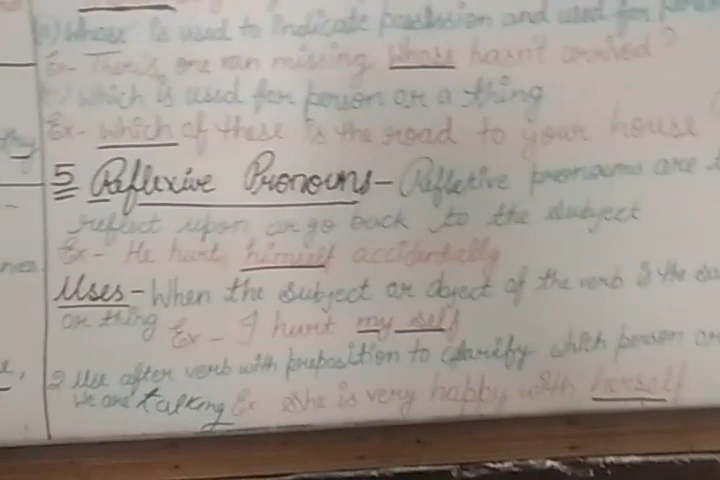 (a) Whose is used to indicate possession and used for
Ex- There's one van missing whose hasn't arrived?
which is used for person or a thing
Ex- which of these is the road to your house
5 Reflexive Pronouns - Reflexive pronouns are
reflect upon or go back to the subject
Ex- He hurt himself accidentally
Uses - When the subject or object of the verb is the
or thing Ex- I hurt my self
2 Use after verb with preposition to clarify which person or
we are talking Ex She is very happy with herself